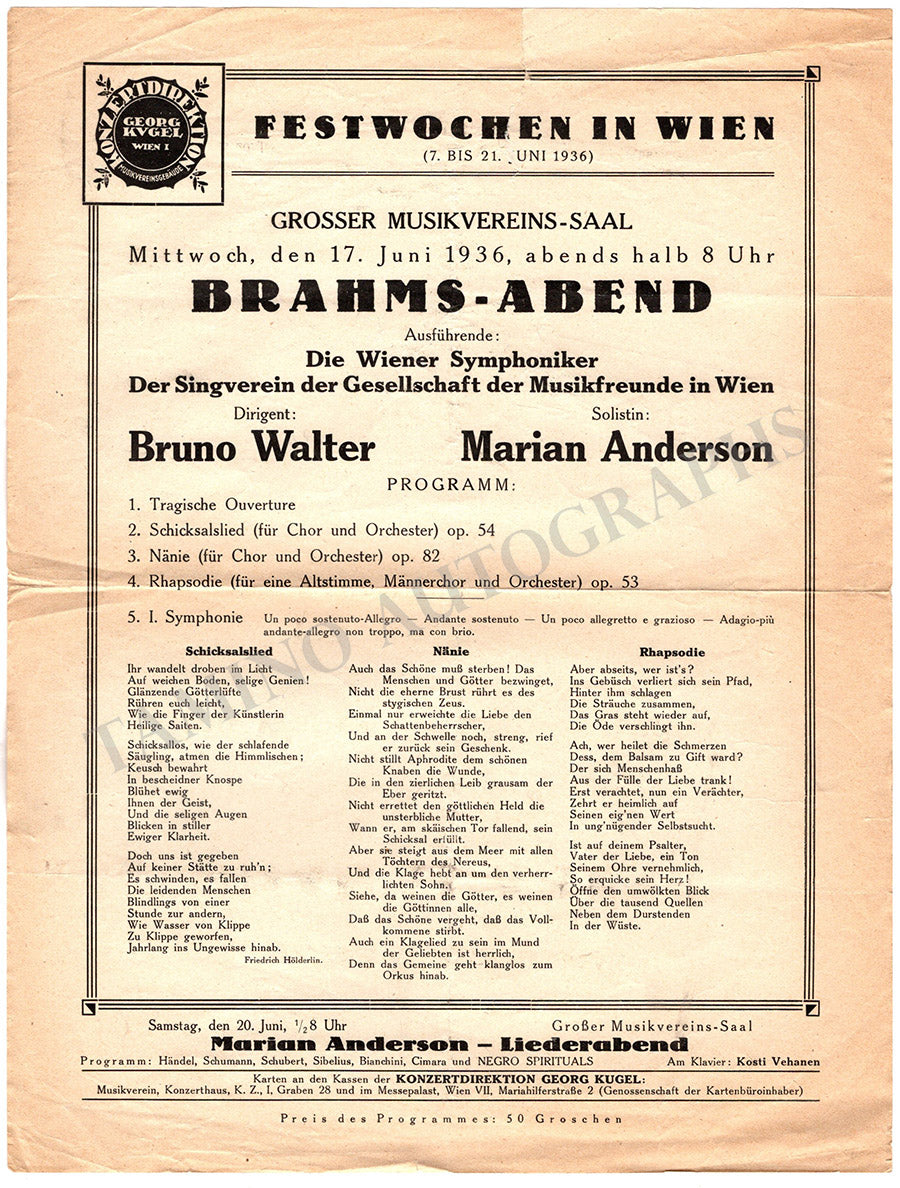 KONZERTDIREKTION
GEORG
KVGEL
WIEN I
MUSIKVEREINSGEBÄUDE
FESTWOCHEN IN WIEN
(7. BIS 21. JUNI 1936)
GROSSER MUSIKVEREINS-SAAL
Mittwoch, den 17. Juni 1936, abends halb 8 Uhr
BRAHMS-ABEND
Ausführende:
Die Wiener Symphoniker
Der Singverein der Gesellschaft der Musikfreunde in Wien
Dirigent: Solistin:
Bruno Walter Marian Anderson
PROGRAMM:
1. Tragische Ouverture
2. Schicksalslied (für Chor und Orchester) op. 54
3. Nänie (für Chor und Orchester) op. 82
4. Rhapsodie (für eine Altstimme, Männerchor und Orchester) op. 53
5. I. Symphonie Un poco sostenuto-Allegro — Andante sostenuto — Un poco allegretto e grazioso — Adagio-più
andante-allegro non troppo, ma con brio.
Schicksalslied
Ihr wandelt droben im Licht
Auf weichen Boden, selige Genien!
Glänzende Götterlüfte
Rühren euch leicht,
Wie die Finger der Künstlerin
Heilige Saiten.
Schicksallos, wie der schlafende
Säugling, atmen die Himmlischen;
Keusch bewahrt
In bescheidner Knospe
Blühet ewig
Ihnen der Geist,
Und die seligen Augen
Blicken in stiller
Ewiger Klarheit.
Doch uns ist gegeben
Auf keiner Stätte zu ruh'n;
Es schwinden, es fallen
Die leidenden Menschen
Blindlings von einer
Stunde zur andern,
Wie Wasser von Klippe
Zu Klippe geworfen,
Jahrlang ins Ungewisse hinab.
Friedrich Hölderlin.
Nänie
Auch das Schöne muß sterben! Das
Menschen und Götter bezwinget,
Nicht die eherne Brust rührt es des
stygischen Zeus.
Einmal nur erweichte die Liebe den
Schattenbeherrscher,
Und an der Schwelle noch, streng, rief
er zurück sein Geschenk.
Nicht stillt Aphrodite dem schönen
Knaben die Wunde,
Die in den zierlichen Leib grausam der
Eber geritzt.
Nicht errettet den göttlichen Held die
unsterbliche Mutter,
Wann er, am skäischen Tor fallend, sein
Schicksal erfüllt.
Aber sie steigt aus dem Meer mit allen
Töchtern des Nereus,
Und die Klage hebt an um den verherr-
lichten Sohn.
Siehe, da weinen die Götter, es weinen
die Göttinnen alle,
Daß das Schöne vergeht, daß das Voll-
kommene stirbt.
Auch ein Klagelied zu sein im Mund
der Geliebten ist herrlich,
Denn das Gemeine geht klanglos zum
Orkus hinab.
Rhapsodie
Aber abseits, wer ist's?
Ins Gebüsch verliert sich sein Pfad,
Hinter ihm schlagen
Die Sträuche zusammen,
Das Gras steht wieder auf,
Die Öde verschlingt ihn.
Ach, wer heilet die Schmerzen
Dess, dem Balsam zu Gift ward?
Der sich Menschenhaß
Aus der Fülle der Liebe trank!
Erst verachtet, nun ein Verächter,
Zehrt er heimlich auf
Seinen eig'nen Wert
In ung'nügender Selbstsucht.
Ist auf deinem Psalter,
Vater der Liebe, ein Ton
Seinem Ohre vernehmlich,
So erquicke sein Herz!
Öffne den umwölkten Blick
Über die tausend Quellen
Neben dem Durstenden
In der Wüste.
Samstag, den 20. Juni, ½8 Uhr Großer Musikvereins-Saal
Marian Anderson – Liederabend
Programm: Händel, Schumann, Schubert, Sibelius, Bianchini, Cimara und NEGRO SPIRITUALS Am Klavier: Kosti Vehanen
Karten an den Kassen der KONZERTDIREKTION GEORG KUGEL:
Musikverein, Konzerthaus, K. Z., I, Graben 28 und im Messepalast, Wien VII, Mariahilferstraße 2 (Genossenschaft der Kartenbüroinhaber)
Preis des Programmes: 50 Groschen
TAMINO AUTOGRAPHS